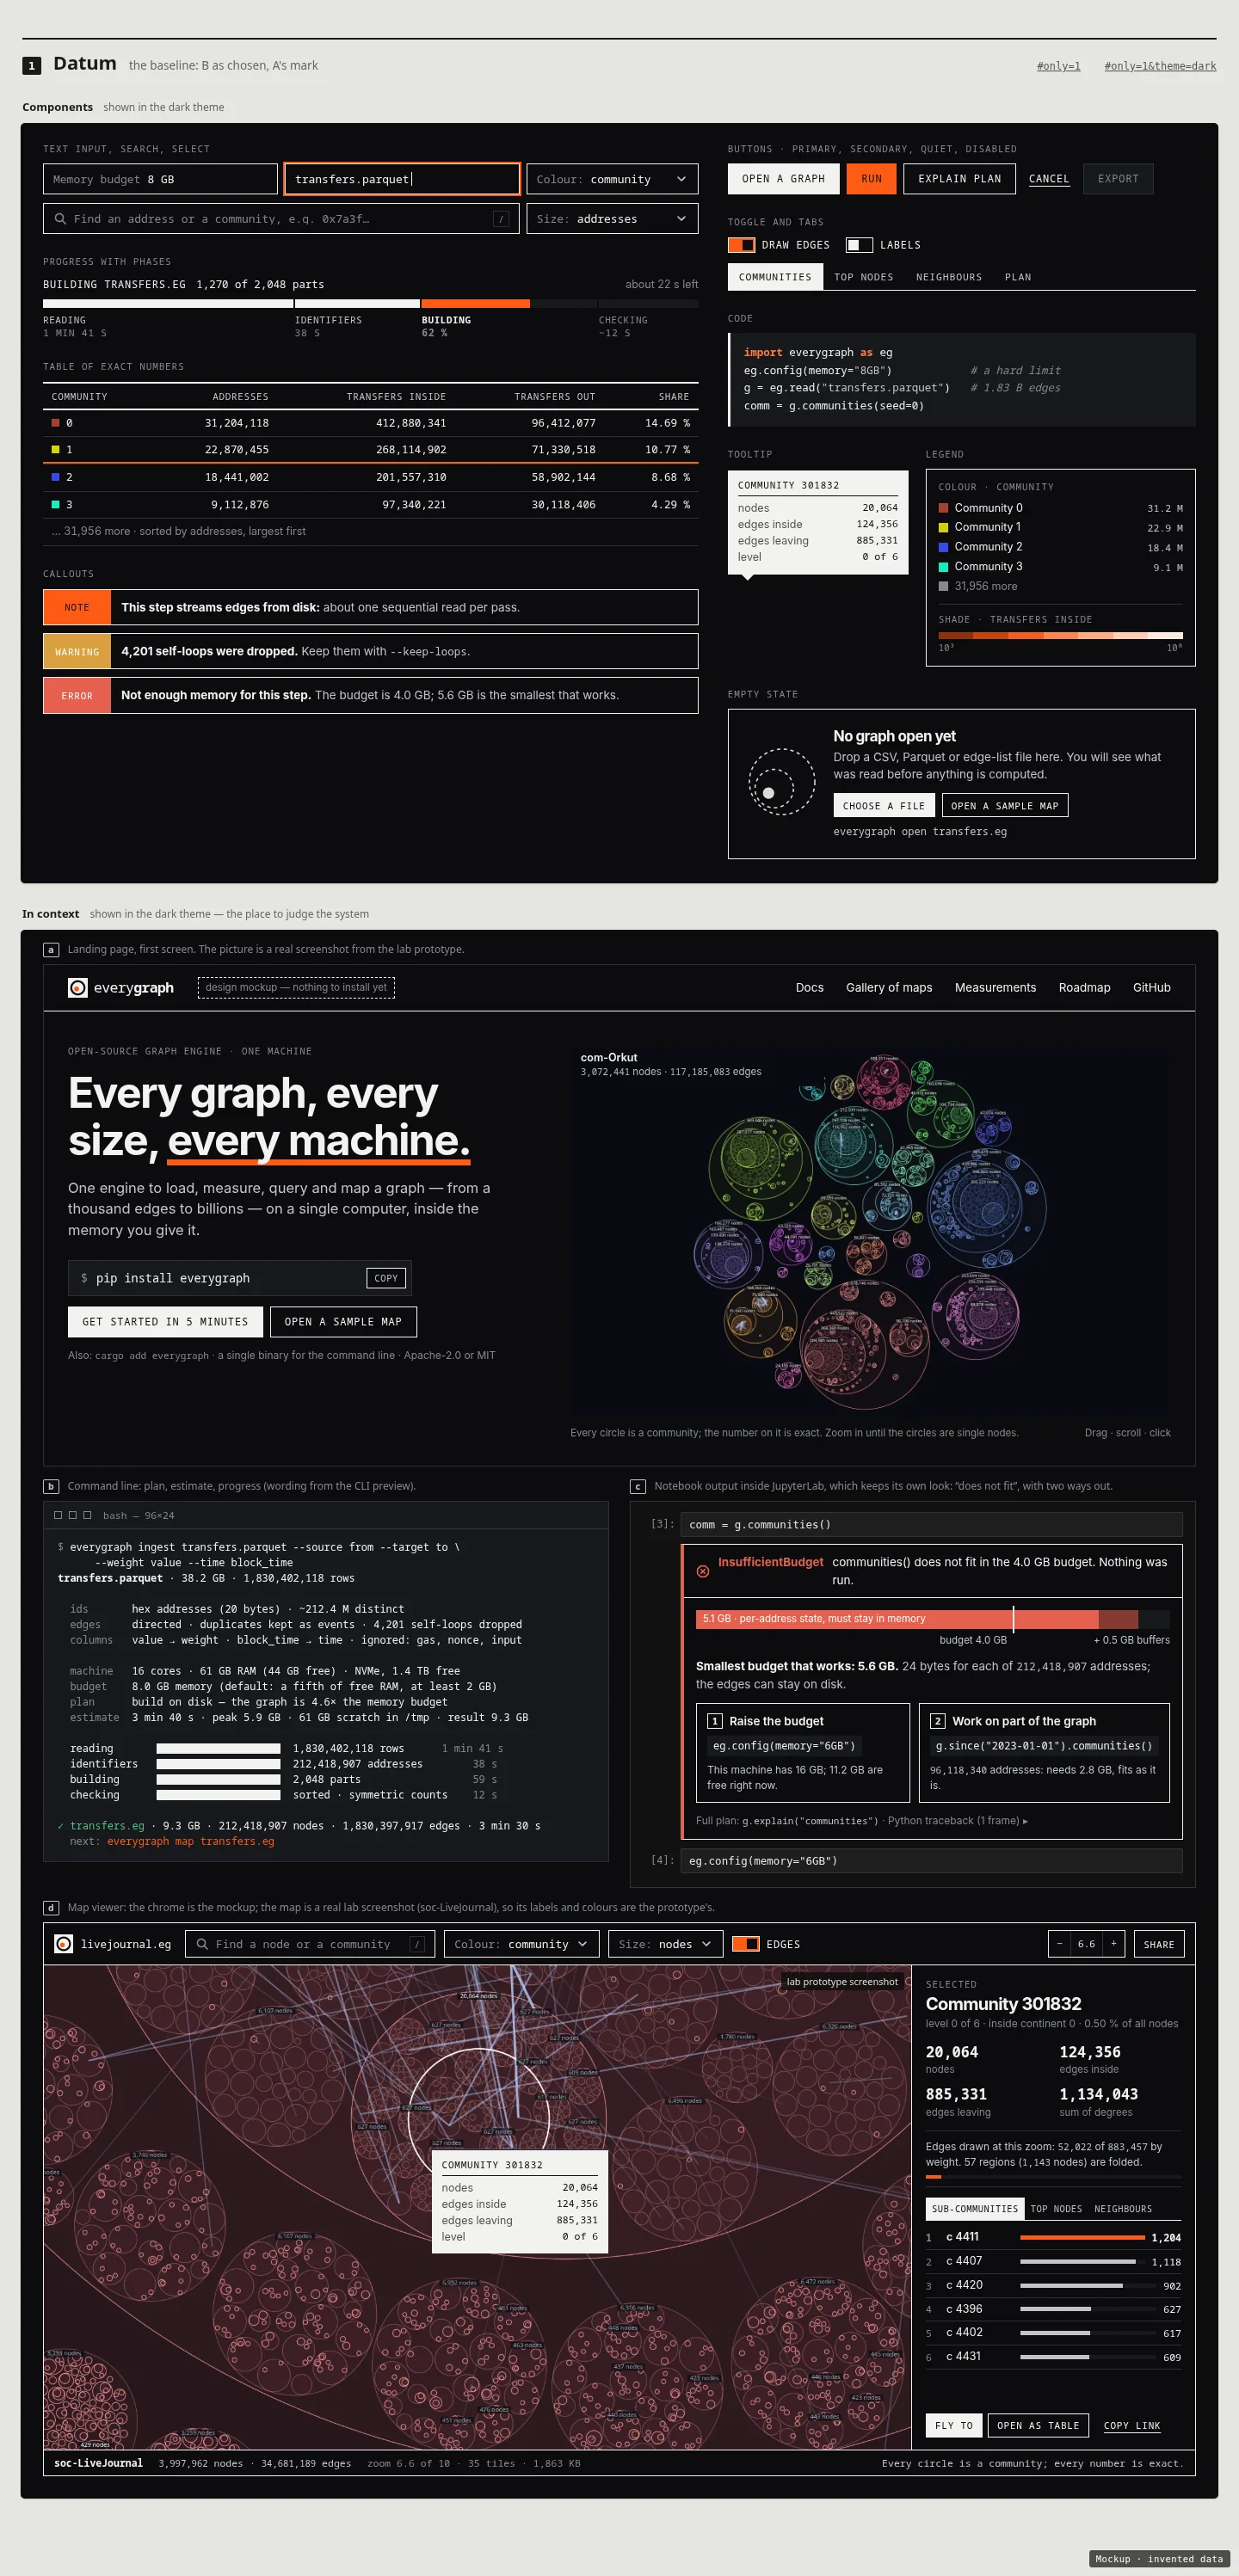 1 Datum the baseline: B as chosen, A's mark
#only=1 #only=1&theme=dark
Components shown in the dark theme
TEXT INPUT, SEARCH, SELECT
Memory budget 8 GB
transfers.parquet
Colour: community
Find an address or a community, e.g. 0x7a3f…
/
Size: addresses
PROGRESS WITH PHASES
BUILDING TRANSFERS.EG 1,270 of 2,048 parts
about 22 s left
READING IDENTIFIERS BUILDING CHECKING
1 MIN 41 S 38 S 62 % ~12 S
TABLE OF EXACT NUMBERS
COMMUNITY ADDRESSES TRANSFERS INSIDE TRANSFERS OUT SHARE
0 31,204,118 412,880,341 96,412,077 14.69 %
1 22,870,455 268,114,902 71,330,518 10.77 %
2 18,441,002 201,557,310 58,902,144 8.68 %
3 9,112,876 97,340,221 30,118,406 4.29 %
… 31,956 more · sorted by addresses, largest first
CALLOUTS
NOTE This step streams edges from disk: about one sequential read per pass.
WARNING 4,201 self-loops were dropped. Keep them with --keep-loops.
ERROR Not enough memory for this step. The budget is 4.0 GB; 5.6 GB is the smallest that works.
BUTTONS · PRIMARY, SECONDARY, QUIET, DISABLED
OPEN A GRAPH RUN EXPLAIN PLAN CANCEL EXPORT
TOGGLE AND TABS
DRAW EDGES LABELS
COMMUNITIES TOP NODES NEIGHBOURS PLAN
CODE
import everygraph as eg
eg.config(memory="8GB") # a hard limit
g = eg.read("transfers.parquet") # 1.83 B edges
comm = g.communities(seed=0)
TOOLTIP
COMMUNITY 301832
nodes 20,064
edges inside 124,356
edges leaving 885,331
level 0 of 6
LEGEND
COLOUR · COMMUNITY
Community 0 31.2 M
Community 1 22.9 M
Community 2 18.4 M
Community 3 9.1 M
31,956 more
SHADE · TRANSFERS INSIDE
EMPTY STATE
No graph open yet
Drop a CSV, Parquet or edge-list file here. You will see what
was read before anything is computed.
CHOOSE A FILE OPEN A SAMPLE MAP
everygraph open transfers.eg
In context shown in the dark theme — the place to judge the system
a Landing page, first screen. The picture is a real screenshot from the lab prototype.
everygraph design mockup — nothing to install yet
Docs Gallery of maps Measurements Roadmap GitHub
OPEN-SOURCE GRAPH ENGINE · ONE MACHINE
Every graph, every
size, every machine.
One engine to load, measure, query and map a graph — from a
thousand edges to billions — on a single computer, inside the
memory you give it.
$ pip install everygraph COPY
GET STARTED IN 5 MINUTES OPEN A SAMPLE MAP
Also: cargo add everygraph · a single binary for the command line · Apache-2.0 or MIT
com-Orkut
3,072,441 nodes · 117,185,083 edges
Every circle is a community; the number on it is exact. Zoom in until the circles are single nodes.
Drag · scroll · click
b Command line: plan, estimate, progress (wording from the CLI preview).
bash — 96×24
$ everygraph ingest transfers.parquet --source from --target to \
--weight value --time block_time
transfers.parquet · 38.2 GB · 1,830,402,118 rows
ids hex addresses (20 bytes) · ~212.4 M distinct
edges directed · duplicates kept as events · 4,201 self-loops dropped
columns value → weight · block_time → time · ignored: gas, nonce, input
machine 16 cores · 61 GB RAM (44 GB free) · NVMe, 1.4 TB free
budget 8.0 GB memory (default: a fifth of free RAM, at least 2 GB)
plan build on disk — the graph is 4.6× the memory budget
estimate 3 min 40 s · peak 5.9 GB · 61 GB scratch in /tmp · result 9.3 GB
reading 1,830,402,118 rows 1 min 41 s
identifiers 212,418,907 addresses 38 s
building 2,048 parts 59 s
checking sorted · symmetric counts 12 s
✓ transfers.eg · 9.3 GB · 212,418,907 nodes · 1,830,397,917 edges · 3 min 30 s
next: everygraph map transfers.eg
c Notebook output inside JupyterLab, which keeps its own look: “does not fit”, with two ways out.
[3]: comm = g.communities()
InsufficientBudget communities() does not fit in the 4.0 GB budget. Nothing was
run.
5.1 GB · per-address state, must stay in memory
budget 4.0 GB + 0.5 GB buffers
Smallest budget that works: 5.6 GB. 24 bytes for each of 212,418,907 addresses;
the edges can stay on disk.
1 Raise the budget
eg.config(memory="6GB")
This machine has 16 GB; 11.2 GB are
free right now.
2 Work on part of the graph
g.since("2023-01-01").communities()
96,118,340 addresses: needs 2.8 GB, fits as it
is.
Full plan: g.explain("communities") · Python traceback (1 frame) ▸
[4]: eg.config(memory="6GB")
d Map viewer: the chrome is the mockup; the map is a real lab screenshot (soc-LiveJournal), so its labels and colours are the prototype's.
livejournal.eg
Find a node or a community /
Colour: community
Size: nodes
EDGES
− 6.6 + SHARE
lab prototype screenshot
20,064 nodes
COMMUNITY 301832
nodes 20,064
edges inside 124,356
edges leaving 885,331
level 0 of 6
429 nodes
SELECTED
Community 301832
level 0 of 6 · inside continent 0 · 0.50 % of all nodes
20,064 124,356
nodes edges inside
885,331 1,134,043
edges leaving sum of degrees
Edges drawn at this zoom: 52,022 of 883,457 by
weight. 57 regions (1,143 nodes) are folded.
SUB-COMMUNITIES TOP NODES NEIGHBOURS
1 c 4411 1,204
2 c 4407 1,118
3 c 4420 902
4 c 4396 627
5 c 4402 617
6 c 4431 609
FLY TO OPEN AS TABLE COPY LINK
soc-LiveJournal 3,997,962 nodes · 34,681,189 edges zoom 6.6 of 10 · 35 tiles · 1,863 KB
Every circle is a community; every number is exact.
Mockup · invented data